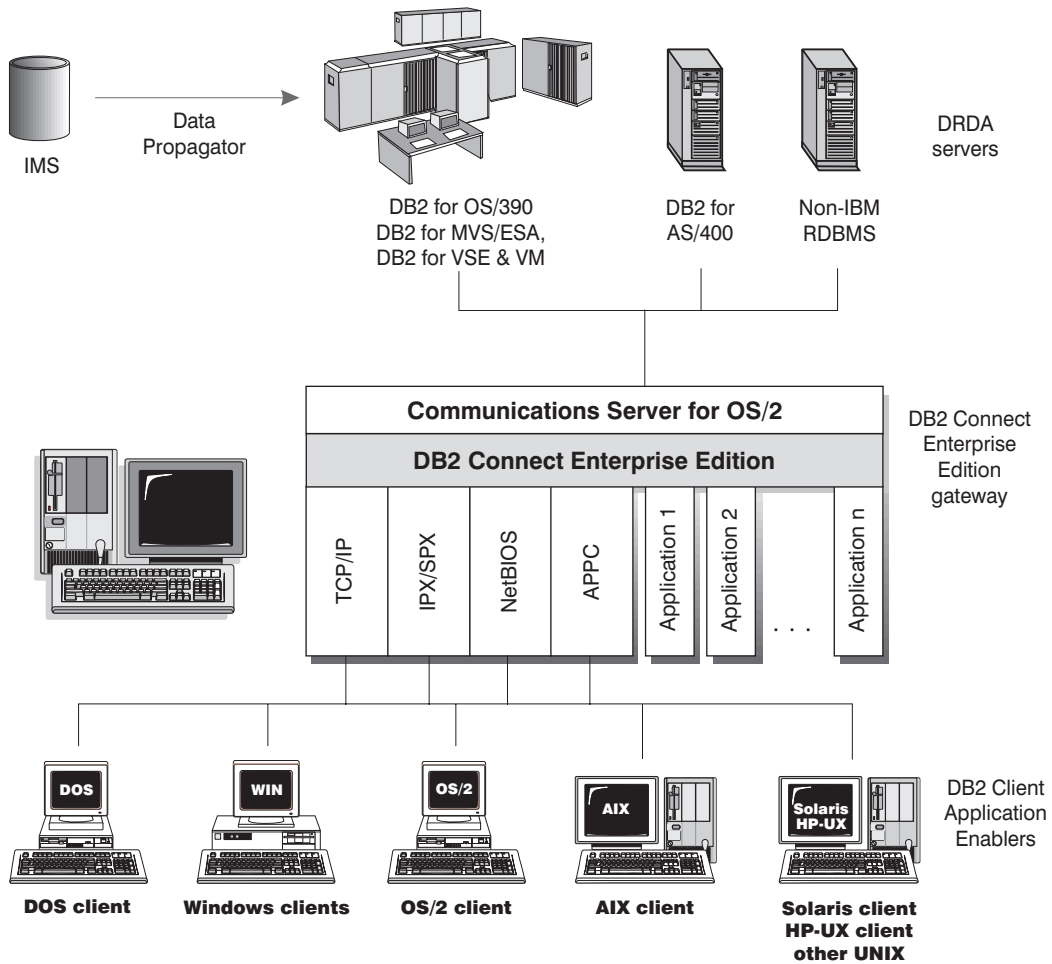 IMS
Data
Propagator
DB2 for OS/390
DB2 for MVS/ESA,
DB2 for VSE & VM
DB2 for
AS/400
Non-IBM
RDBMS
DRDA
servers
Communications Server for OS/2
DB2 Connect Enterprise Edition
TCP/IP
IPX/SPX
NetBIOS
APPC
Application 1
Application 2
. . .
Application n
DB2 Connect
Enterprise
Edition
gateway
DOS
WIN
OS/2
AIX
Solaris
HP-UX
DB2 Client
Application
Enablers
DOS client
Windows clients
OS/2 client
AIX client
Solaris client
HP-UX client
other UNIX